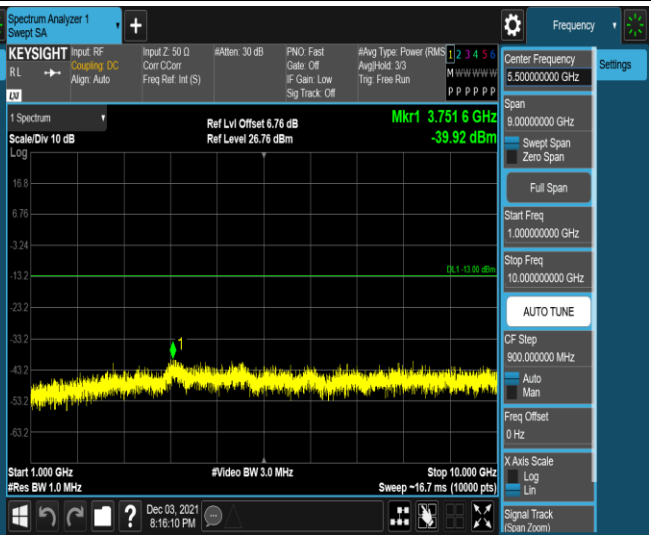 Spectrum Analyzer 1
Swept SA
+
Frequency
KEYSIGHT
Input: RF
Input Z: 50 Ω
#Atten: 30 dB
PNO: Fast
#Avg Type: Power (RMS
1 2 3 4 5 6
R L
Coupling: DC
Corr CCorr
Gate: Off
Avg|Hold: 3/3
M W W W W W
Align: Auto
Freq Ref: Int (S)
IF Gain: Low
Trig: Free Run
Sig Track: Off
P P P P P P
LXI
1 Spectrum
Ref Lvl Offset 6.76 dB
Mkr1 3.751 6 GHz
Scale/Div 10 dB
Ref Level 26.76 dBm
-39.92 dBm
Log
16.8
6.76
-3.24
-13.2
DL1 -13.00 dBm
-23.2
-33.2
1
-43.2
-53.2
-63.2
Start 1.000 GHz
#Video BW 3.0 MHz
Stop 10.000 GHz
#Res BW 1.0 MHz
Sweep ~16.7 ms (10000 pts)
?
Dec 03, 2021
8:16:10 PM
Center Frequency
5.500000000 GHz
Settings
Span
9.00000000 GHz
Swept Span
Zero Span
Full Span
Start Freq
1.000000000 GHz
Stop Freq
10.000000000 GHz
AUTO TUNE
CF Step
900.000000 MHz
Auto
Man
Freq Offset
0 Hz
X Axis Scale
Log
Lin
Signal Track
(Span Zoom)